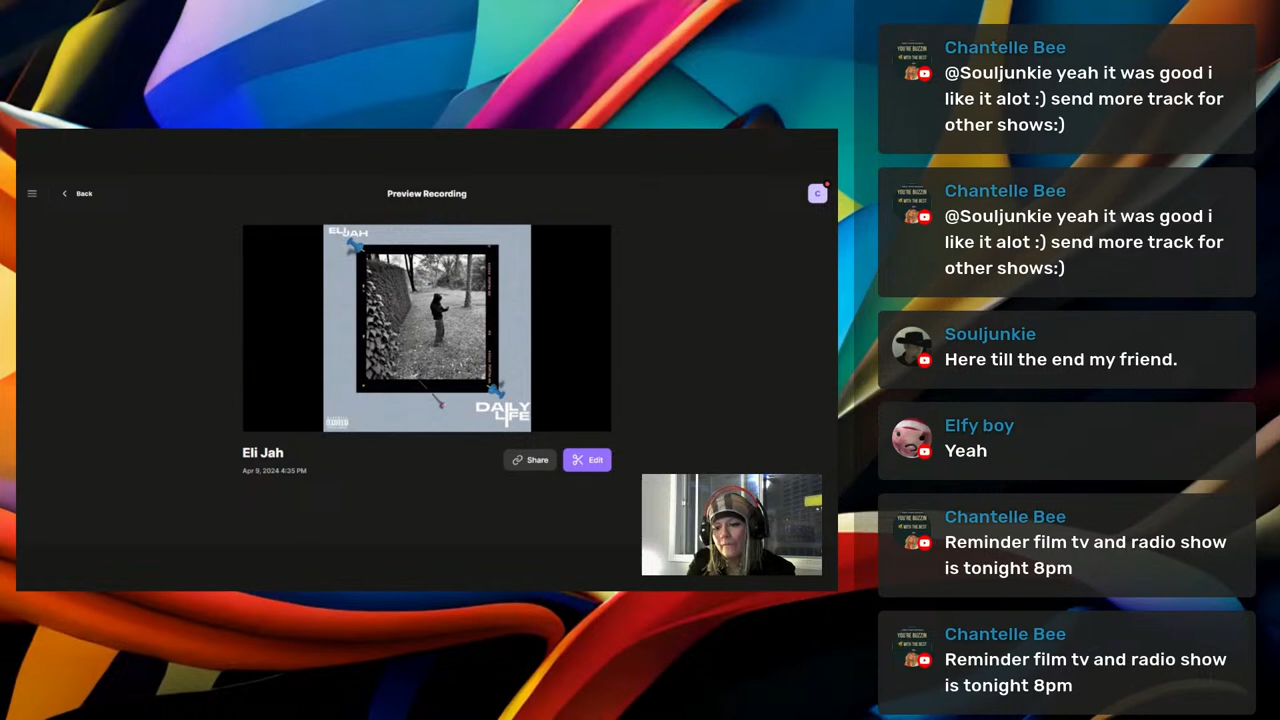 Back
Preview Recording
C
ELI
JAH
DAILY
LIFE
Eli Jah
Apr 9, 2024 4:35 PM
Share
Edit
Chantelle Bee
@Souljunkie yeah it was good i
like it alot :) send more track for
other shows:)
Chantelle Bee
@Souljunkie yeah it was good i
like it alot :) send more track for
other shows:)
Souljunkie
Here till the end my friend.
Elfy boy
Yeah
Chantelle Bee
Reminder film tv and radio show
is tonight 8pm
Chantelle Bee
Reminder film tv and radio show
is tonight 8pm